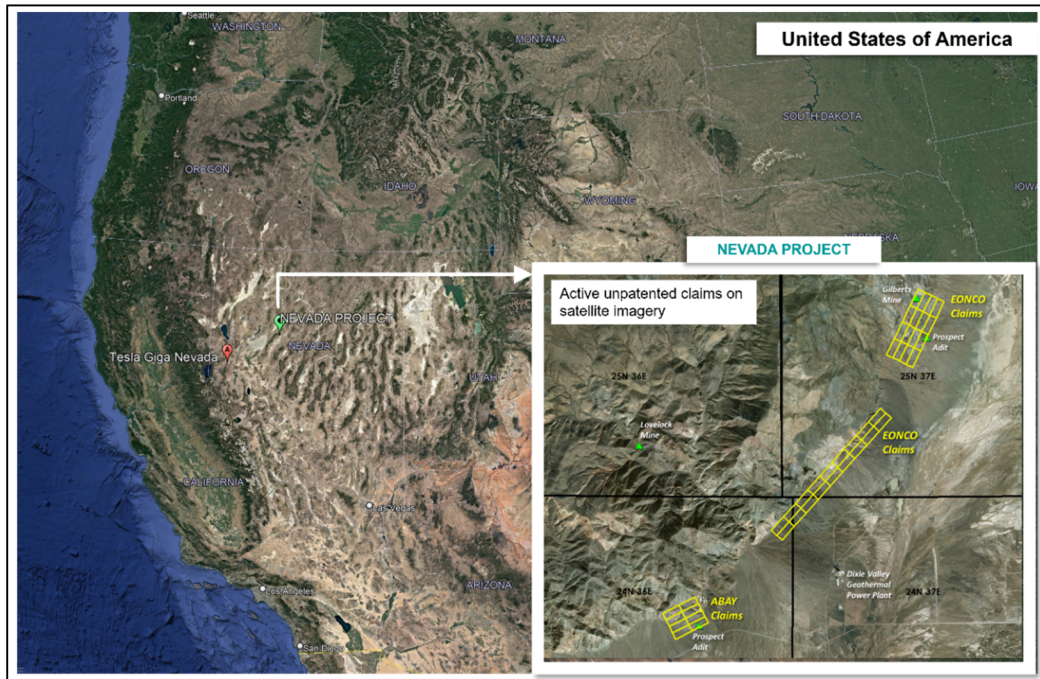 Seattle
WASHINGTON
MONTANA
United States of America
Portland
SOUTH DAKOTA
OREGON
IDAHO
IOWA
WYOMING
NEBRASKA
NEVADA PROJECT
Active unpatented claims on
satellite imagery
Gilberts
Mine
EONCO
Claims
Prospect
Adit
25N 36E
25N 37E
NEVADA PROJECT
NEVADA
Tesla Giga Nevada
A
UTAH
Lovelock
Mine
EONCO
Claims
CALIFORNIA
Las Vegas
Dixie Valley
Geothermal
Power Plant
24N 36E
24N 37E
ABAY
Claims
Prospect
Adit
Los Angeles
ARIZONA
San Diego